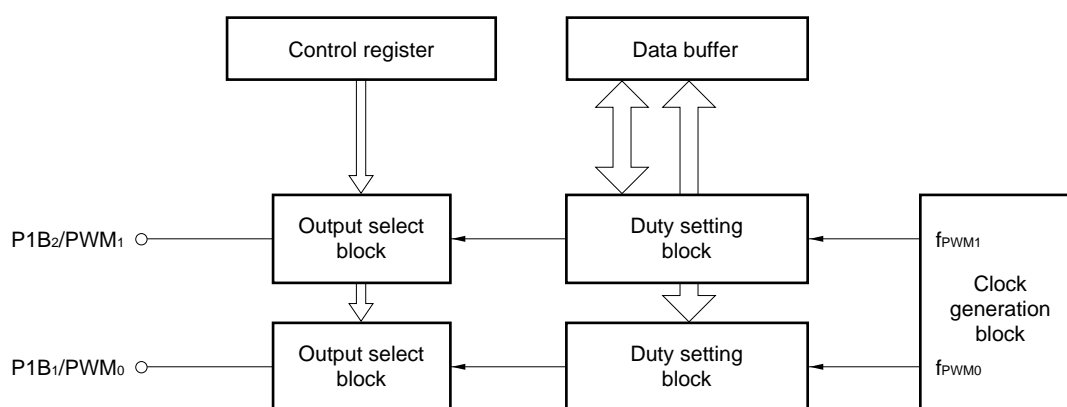 Control register
Data buffer
P1B₂/PWM₁
Output select
block
Duty setting
block
fPWM1
Clock
generation
block
P1B₁/PWM₀
Output select
block
Duty setting
block
fPWM0